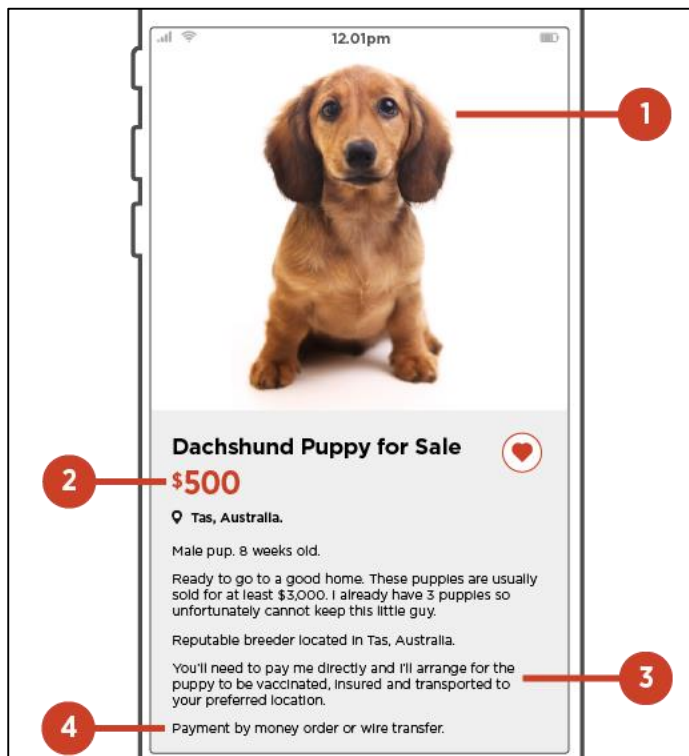 12.01pm
1
Dachshund Puppy for Sale
2
$500
Tas, Australia.
Male pup. 8 weeks old.
Ready to go to a good home. These puppies are usually
sold for at least $3,000. I already have 3 puppies so
unfortunately cannot keep this little guy.
Reputable breeder located in Tas, Australia.
You'll need to pay me directly and I'll arrange for the
puppy to be vaccinated, insured and transported to
your preferred location.
3
4
Payment by money order or wire transfer.